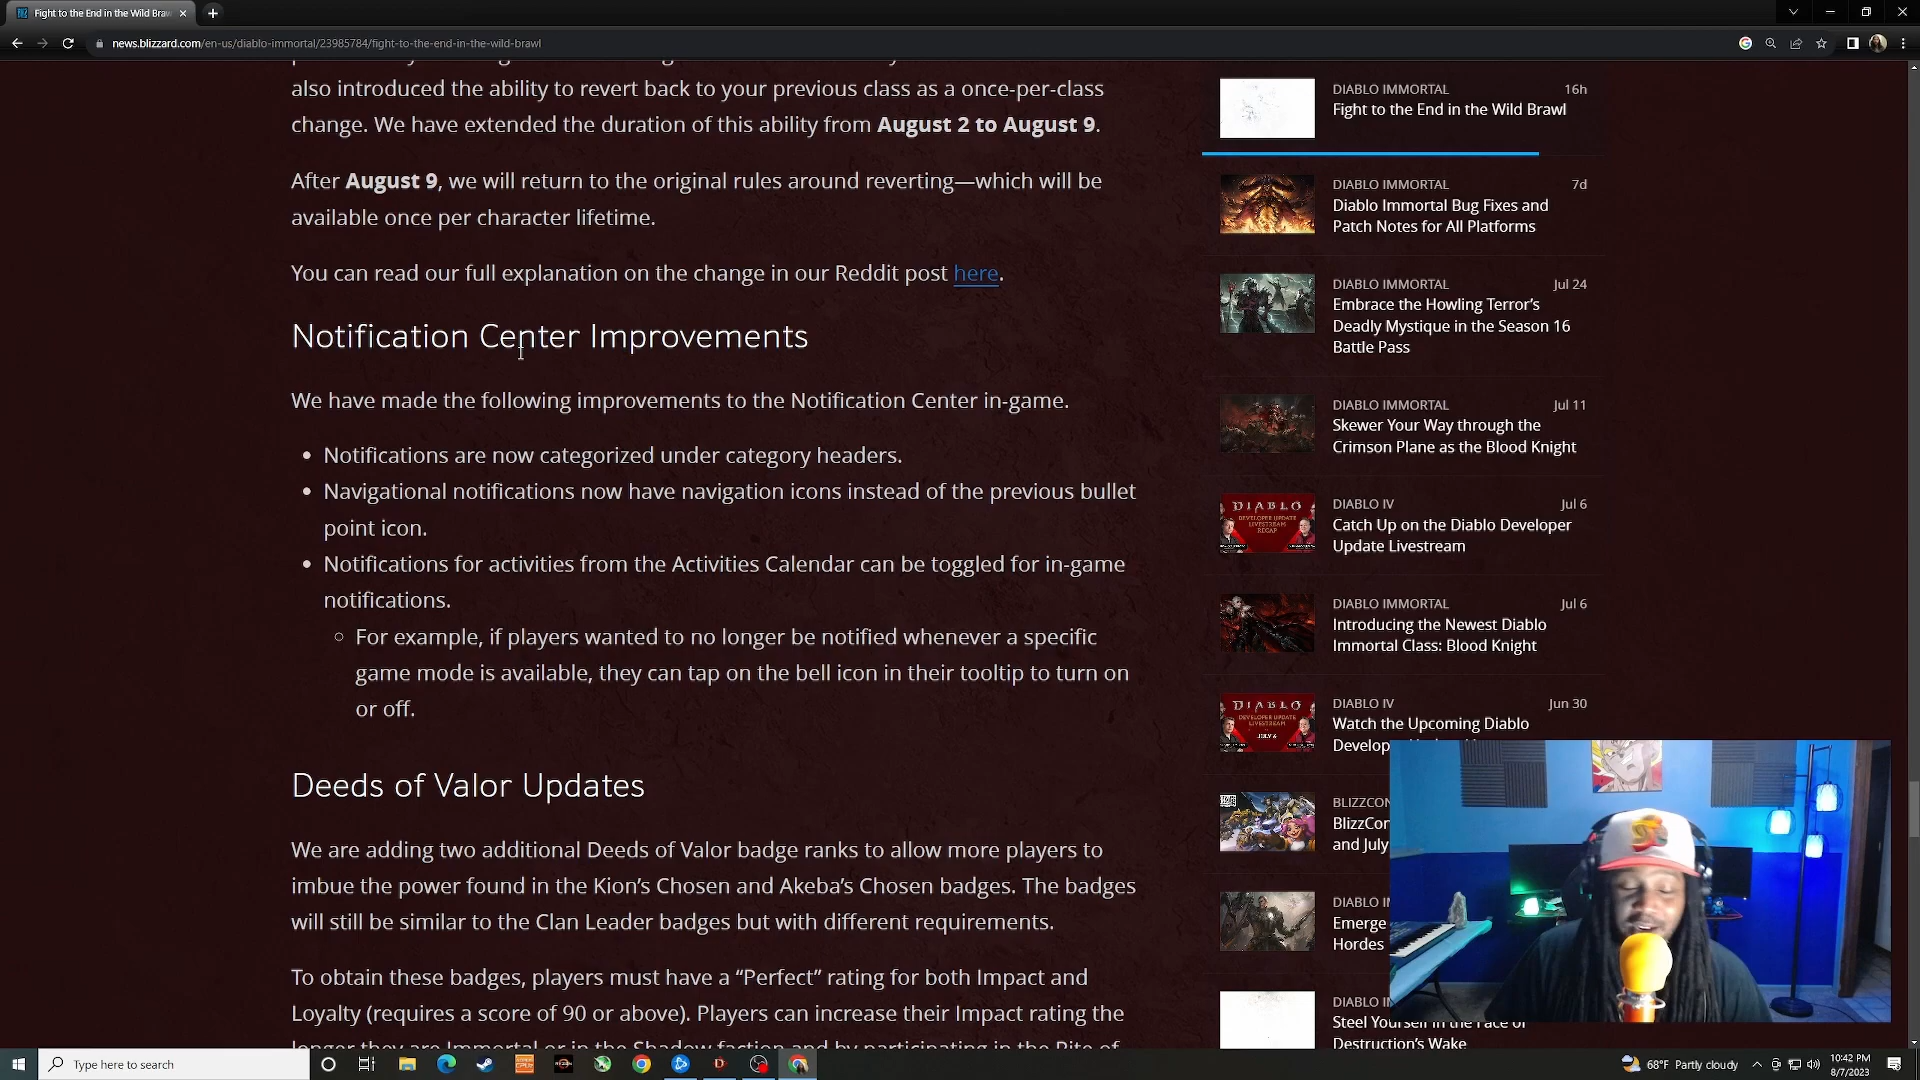 Fight to the End in the Wild Braw
news.blizzard.com/en-us/diablo-immortal/23985784/fight-to-the-end-in-the-wild-brawl
also introduced the ability to revert back to your previous class as a once-per-class
change. We have extended the duration of this ability from August 2 to August 9.
After August 9, we will return to the original rules around reverting—which will be
available once per character lifetime.
You can read our full explanation on the change in our Reddit post here.
Notification Center Improvements
We have made the following improvements to the Notification Center in-game.
• Notifications are now categorized under category headers.
• Navigational notifications now have navigation icons instead of the previous bullet
point icon.
• Notifications for activities from the Activities Calendar can be toggled for in-game
notifications.
○ For example, if players wanted to no longer be notified whenever a specific
game mode is available, they can tap on the bell icon in their tooltip to turn on
or off.
Deeds of Valor Updates
We are adding two additional Deeds of Valor badge ranks to allow more players to
imbue the power found in the Kion’s Chosen and Akeba’s Chosen badges. The badges
will still be similar to the Clan Leader badges but with different requirements.
To obtain these badges, players must have a “Perfect” rating for both Impact and
Loyalty (requires a score of 90 or above). Players can increase their Impact rating the
longer they are Immortal or in the Shadow faction and by participating in the Rite of
DIABLO IMMORTAL 16h
Fight to the End in the Wild Brawl
DIABLO IMMORTAL 7d
Diablo Immortal Bug Fixes and
Patch Notes for All Platforms
DIABLO IMMORTAL Jul 24
Embrace the Howling Terror’s
Deadly Mystique in the Season 16
Battle Pass
DIABLO IMMORTAL Jul 11
Skewer Your Way through the
Crimson Plane as the Blood Knight
DIABLO IV Jul 6
Catch Up on the Diablo Developer
Update Livestream
DIABLO
DEVELOPER UPDATE
LIVESTREAM
RECAP
DIABLO IMMORTAL Jul 6
Introducing the Newest Diablo
Immortal Class: Blood Knight
DIABLO IV Jun 30
Watch the Upcoming Diablo
Develop
DIABLO
DEVELOPER UPDATE
LIVESTREAM
JULY 6
BLIZZCON
BlizzCon
and July
DIABLO I
Emerge
Hordes
DIABLO I
Steel Yourself in the Face of
Destruction’s Wake
Type here to search
68°F Partly cloudy
10:42 PM
8/7/2023